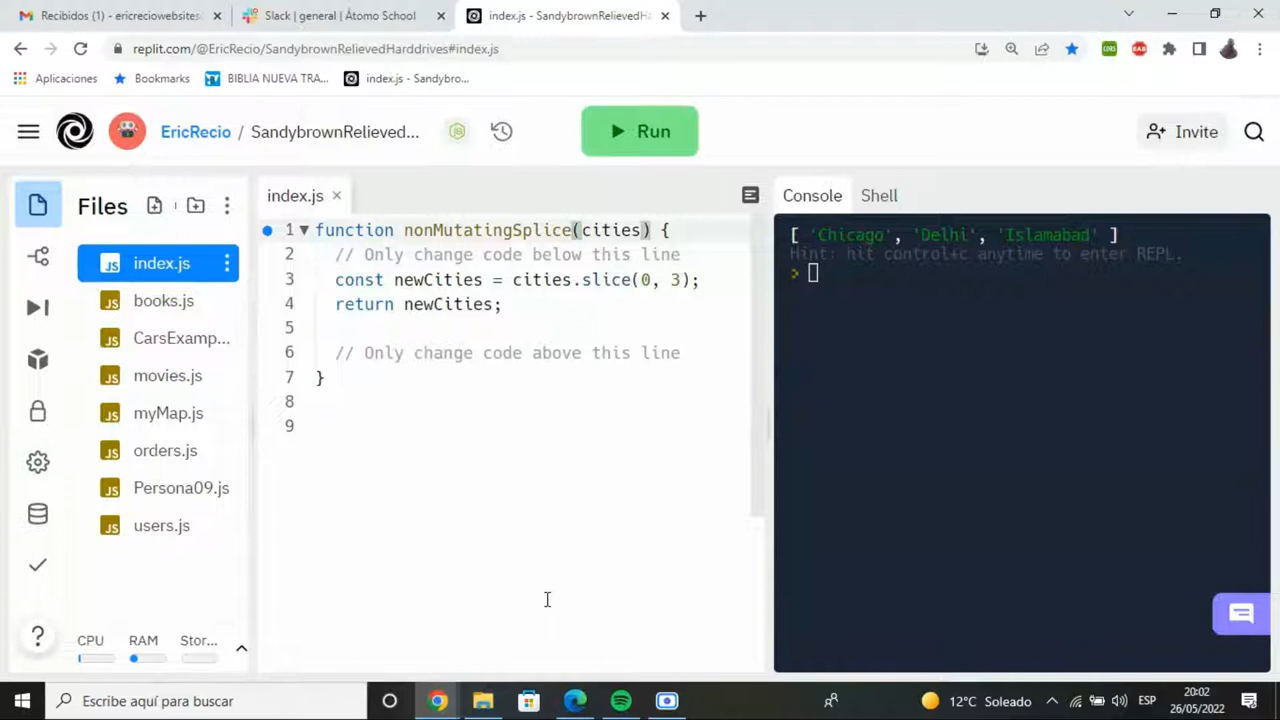 Recibidos (1) - ericreciowebsites
Slack | general | Átomo School
index.js - SandybrownRelievedHa
replit.com/@EricRecio/SandybrownRelievedHarddrives#index.js
Aplicaciones
Bookmarks
BIBLIA NUEVA TRA...
index.js - Sandybro...
EricRecio / SandybrownRelieved...
Run
Invite
Files
index.js
books.js
CarsExamp...
movies.js
myMap.js
orders.js
Persona09.js
users.js
CPU
RAM
Stor...
index.js
1 function nonMutatingSplice(cities) {
2 // Only change code below this line
3 const newCities = cities.slice(0, 3);
4 return newCities;
5
6 // Only change code above this line
7 }
8
9
Console
Shell
[ 'Chicago', 'Delhi', 'Islamabad' ]
Hint: hit control+c anytime to enter REPL.
>
Escribe aquí para buscar
12°C Soleado
ESP
20:02
26/05/2022